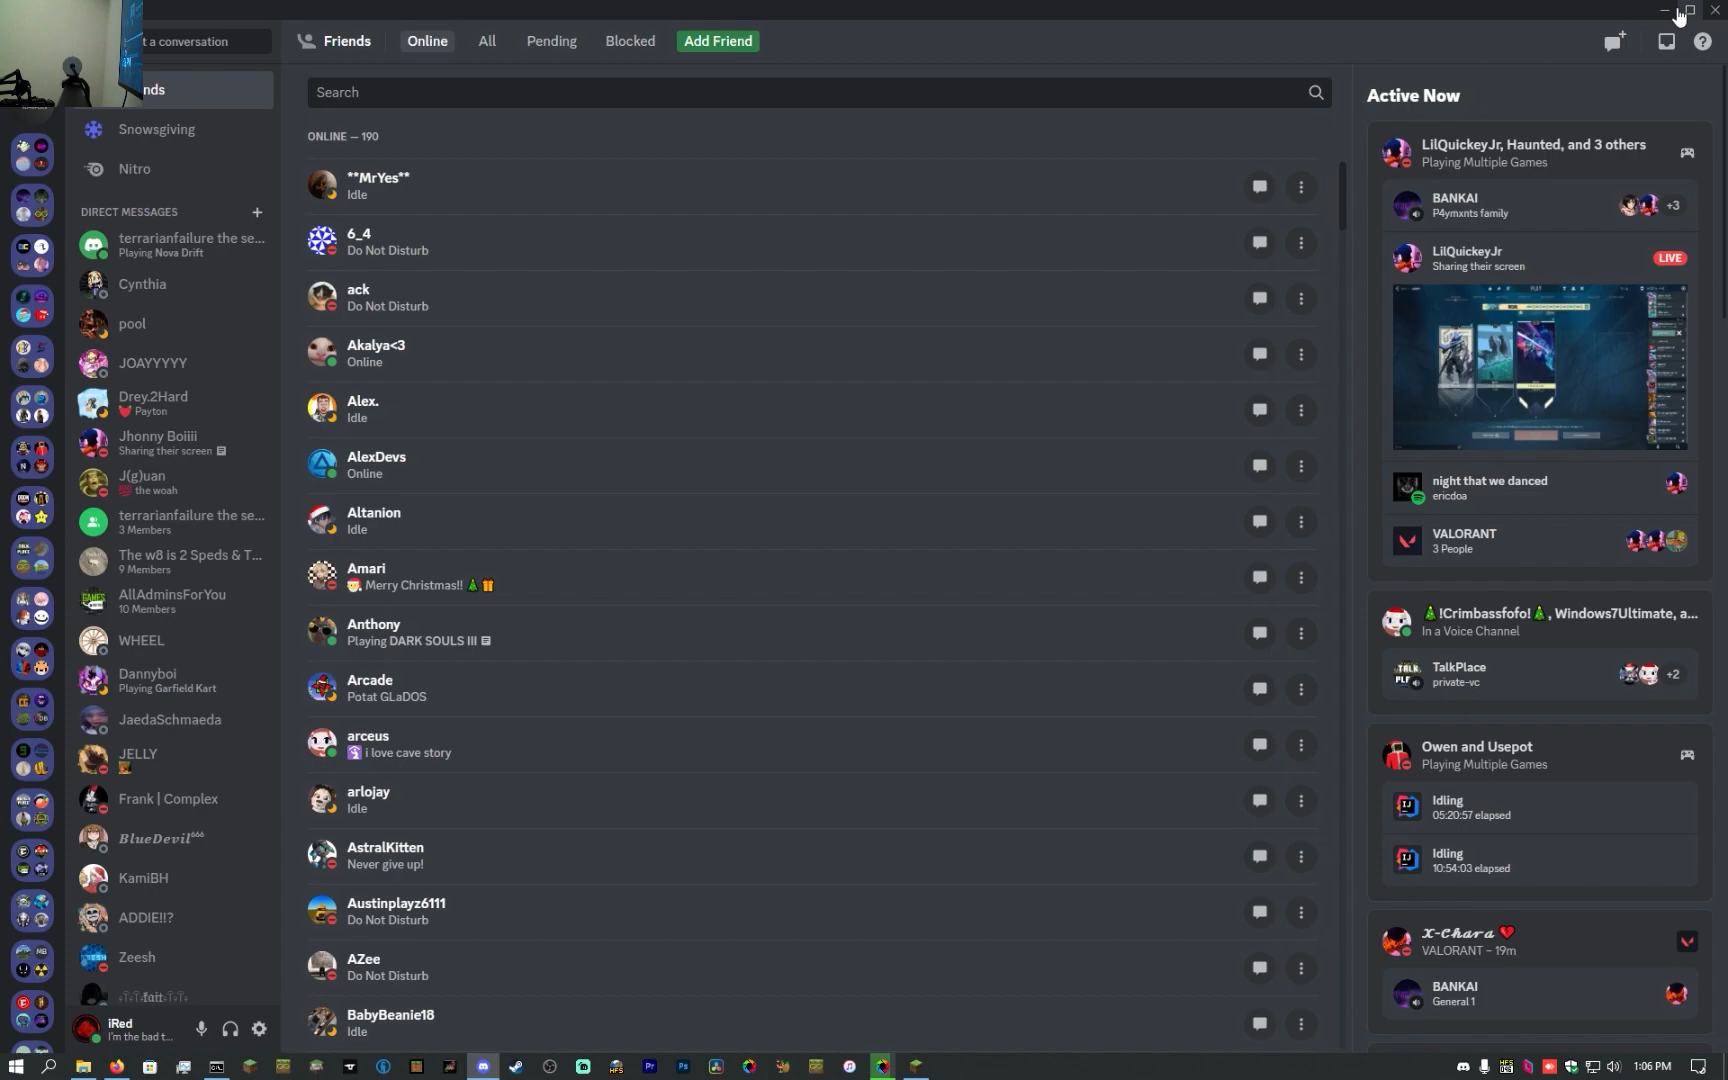 t a conversation
Friends
Online
All
Pending
Blocked
Add Friend
nds
Snowsgiving
Nitro
DIRECT MESSAGES
terrarianfailure the se...
Playing Nova Drift
Cynthia
pool
JOAYYYYY
Drey.2Hard
Payton
Jhonny Boiiii
Sharing their screen
J(g)uan
the woah
terrarianfailure the se...
3 Members
The w8 is 2 Speds & T...
9 Members
AllAdminsForYou
10 Members
WHEEL
Dannyboi
Playing Garfield Kart
JaedaSchmaeda
JELLY
Frank | Complex
BlueDevil⁶⁶⁶
KamiBH
ADDIE!!?
Zeesh
iRed
I'm the bad t...
Search
ONLINE — 190
**MrYes**
Idle
6_4
Do Not Disturb
ack
Do Not Disturb
Akalya<3
Online
Alex.
Idle
AlexDevs
Online
Altanion
Idle
Amari
🎅 Merry Christmas!! 🎄 🎁
Anthony
Playing DARK SOULS III
Arcade
Potat GLaDOS
arceus
i love cave story
arlojay
Idle
AstralKitten
Never give up!
Austinplayz6111
Do Not Disturb
AZee
Do Not Disturb
BabyBeanie18
Idle
Active Now
LilQuickeyJr, Haunted, and 3 others
Playing Multiple Games
BANKAI
P4ymxnts family
+3
LilQuickeyJr
Sharing their screen
LIVE
night that we danced
ericdoa
VALORANT
3 People
🎄!Crimbassfofo!🎄, Windows7Ultimate, a...
In a Voice Channel
TalkPlace
private-vc
+2
Owen and Usepot
Playing Multiple Games
Idling
05:20:57 elapsed
Idling
10:54:03 elapsed
𝓧-𝓒𝓱𝓪𝓻𝓪 💔
VALORANT – 19m
BANKAI
General 1
1:06 PM